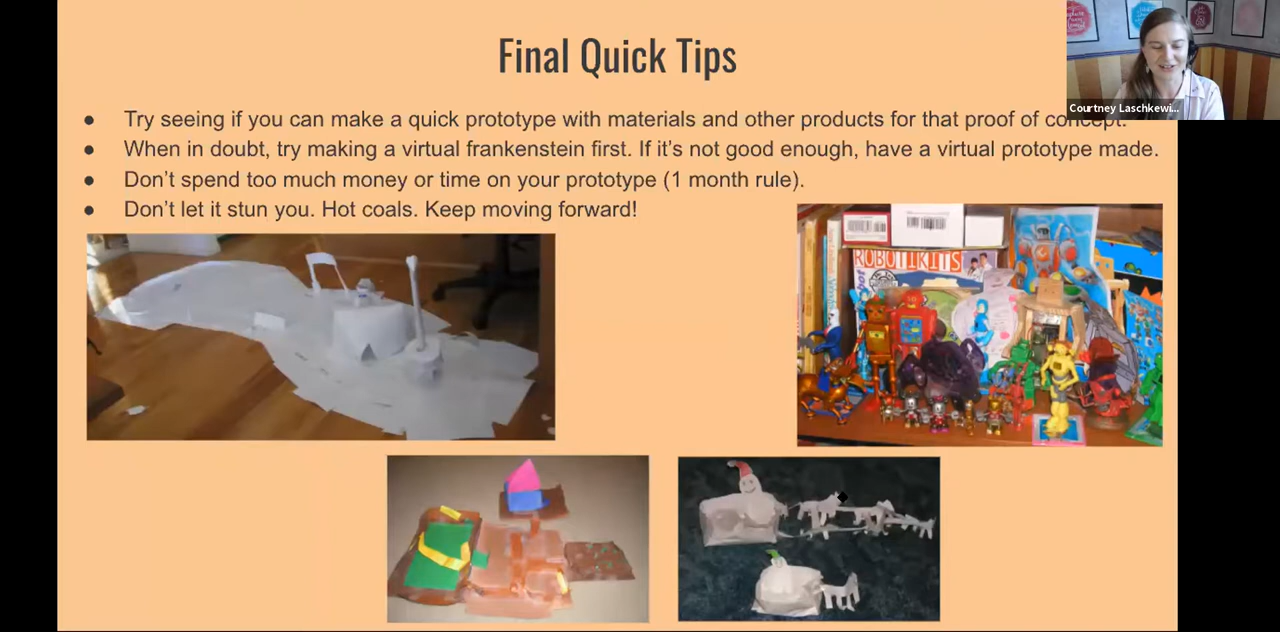 Final Quick Tips
Courtney Laschkewi...
● Try seeing if you can make a quick prototype with materials and other products for that proof of concept.
● When in doubt, try making a virtual frankenstein first. If it's not good enough, have a virtual prototype made.
● Don't spend too much money or time on your prototype (1 month rule).
● Don't let it stun you. Hot coals. Keep moving forward!
ROBOTIKITS